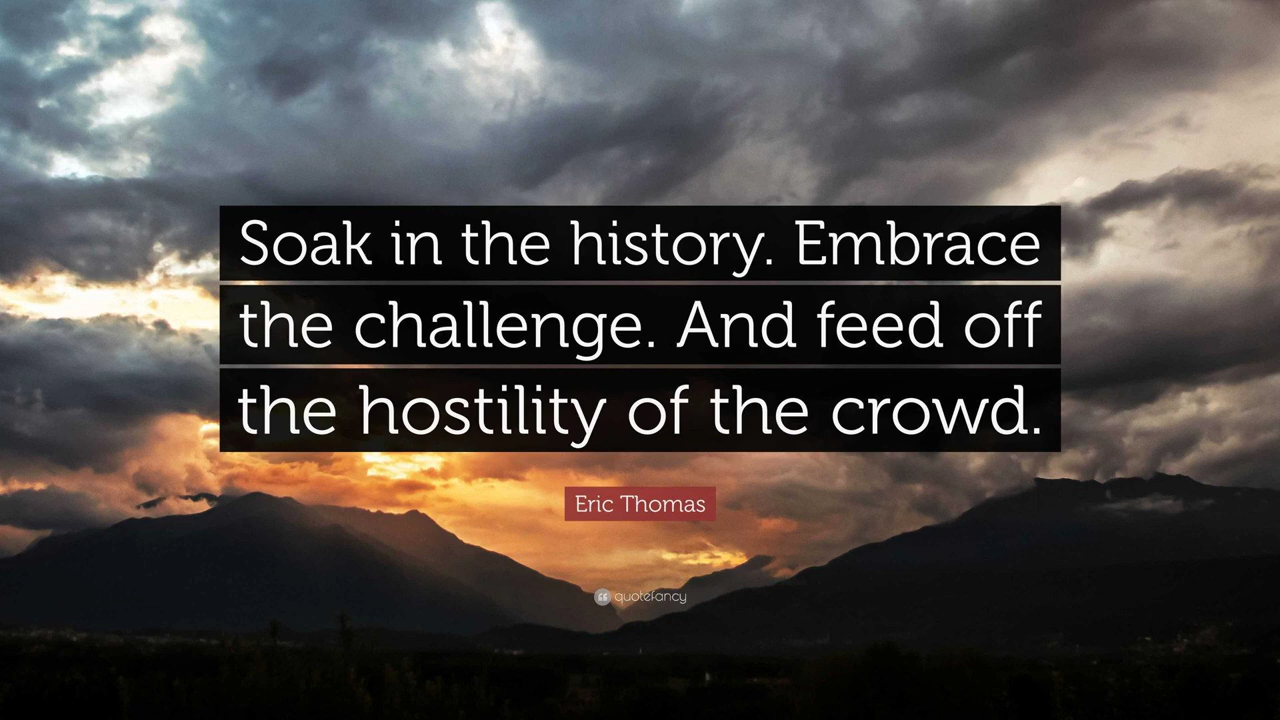 Soak in the history. Embrace
the challenge. And feed off
the hostility of the crowd.
Eric Thomas
quotefancy